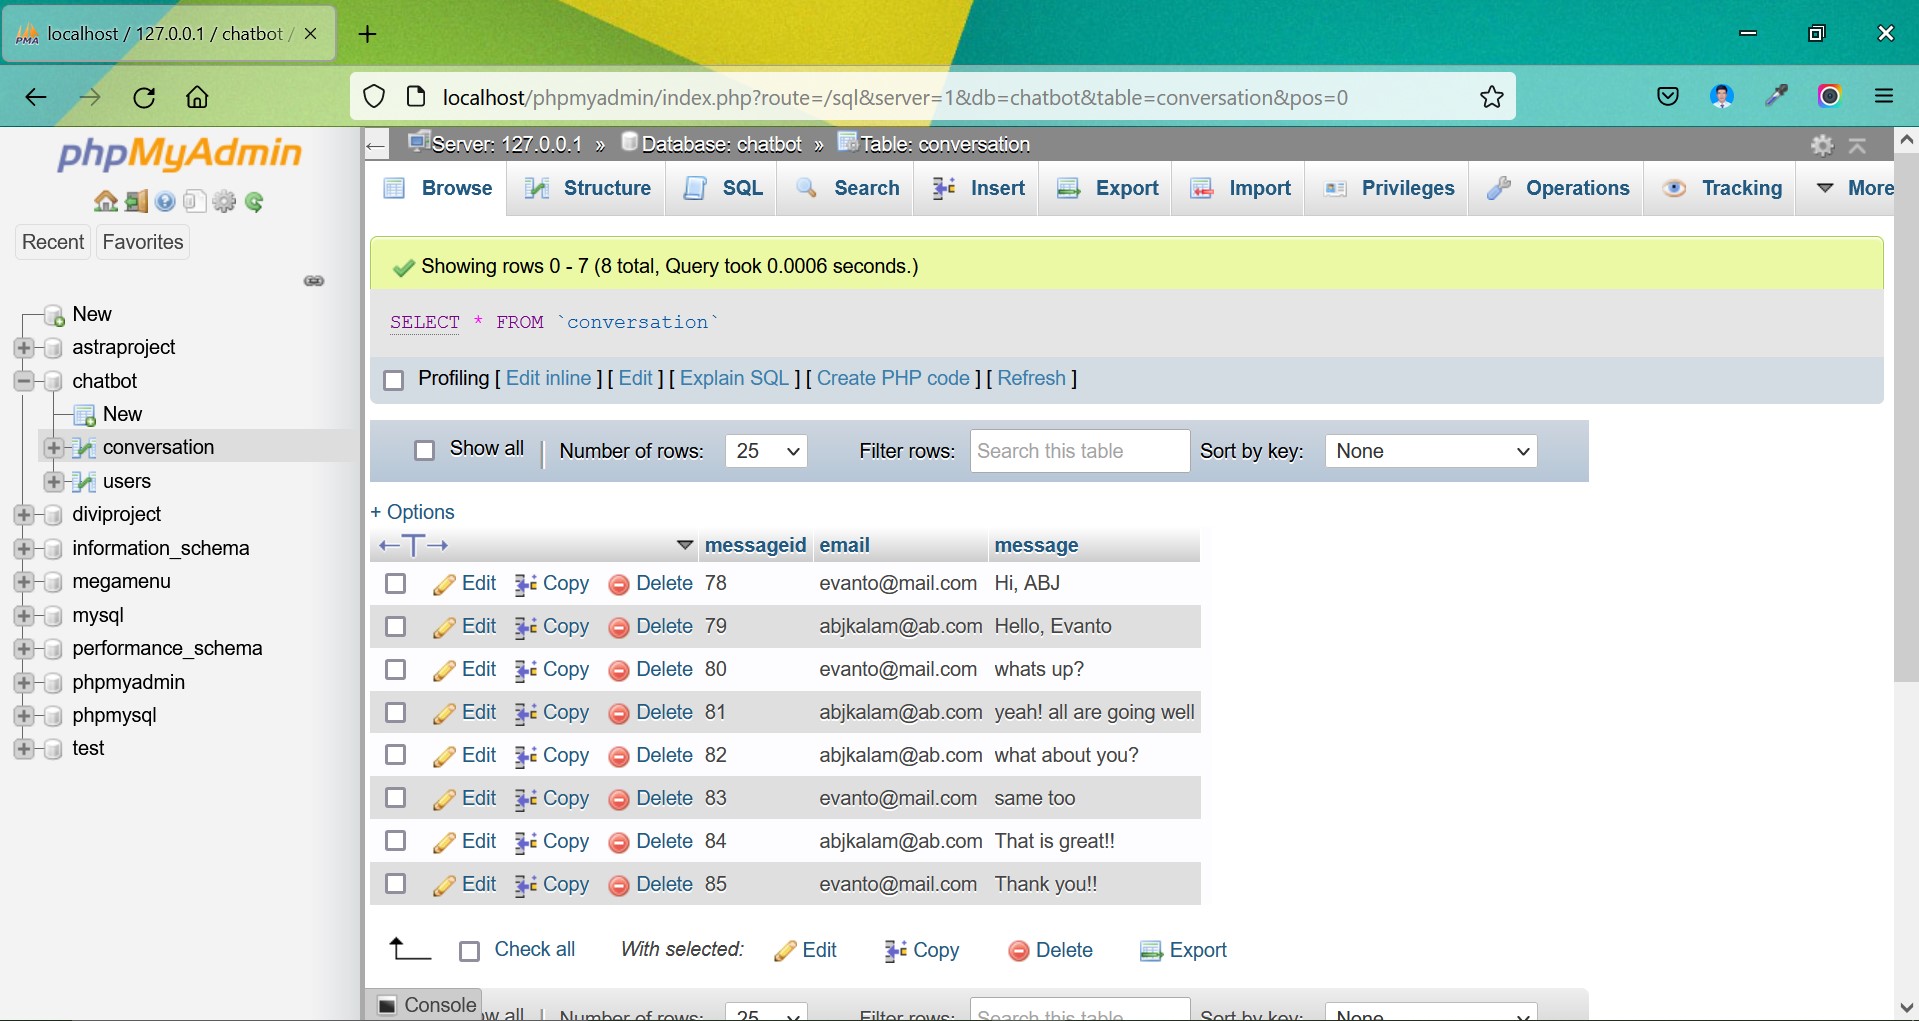 localhost / 127.0.0.1 / chatbot /
localhost/phpmyadmin/index.php?route=/sql&server=1&db=chatbot&table=conversation&pos=0
phpMyAdmin
Recent Favorites
New
astraproject
chatbot
New
conversation
users
diviproject
information_schema
megamenu
mysql
performance_schema
phpmyadmin
phpmysql
test
Server: 127.0.0.1 » Database: chatbot » Table: conversation
Browse Structure SQL Search Insert Export Import Privileges Operations Tracking More
Showing rows 0 - 7 (8 total, Query took 0.0006 seconds.)
SELECT * FROM `conversation`
Profiling [ Edit inline ] [ Edit ] [ Explain SQL ] [ Create PHP code ] [ Refresh ]
Show all | Number of rows: 25 Filter rows: Search this table Sort by key: None
+ Options
←T→ messageid email message
Edit Copy Delete 78 evanto@mail.com Hi, ABJ
Edit Copy Delete 79 abjkalam@ab.com Hello, Evanto
Edit Copy Delete 80 evanto@mail.com whats up?
Edit Copy Delete 81 abjkalam@ab.com yeah! all are going well
Edit Copy Delete 82 abjkalam@ab.com what about you?
Edit Copy Delete 83 evanto@mail.com same too
Edit Copy Delete 84 abjkalam@ab.com That is great!!
Edit Copy Delete 85 evanto@mail.com Thank you!!
Check all With selected: Edit Copy Delete Export
Console
w all | Number of rows: 25 Filter rows: Search this table Sort by key: None